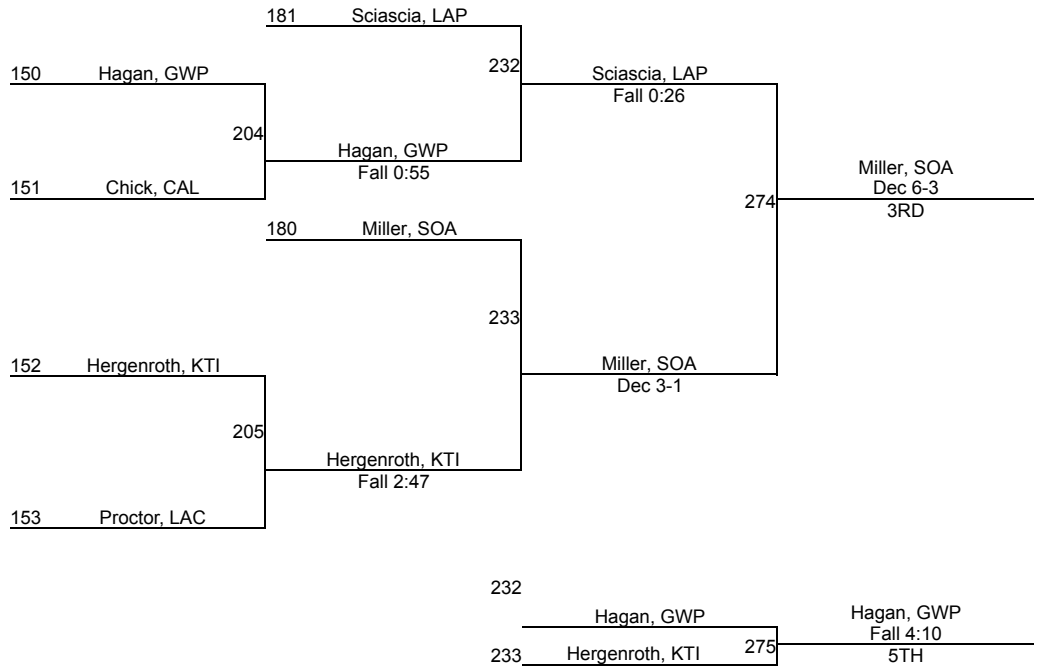 181 Sciascia, LAP
150 Hagan, GWP
232 Sciascia, LAP
Fall 0:26
204
Hagan, GWP
Fall 0:55
151 Chick, CAL
Miller, SOA
Dec 6-3
274
3RD
180 Miller, SOA
233
152 Hergenroth, KTI
Miller, SOA
Dec 3-1
205
Hergenroth, KTI
Fall 2:47
153 Proctor, LAC
232
Hagan, GWP
Hagan, GWP
Fall 4:10
275
233 Hergenroth, KTI
5TH